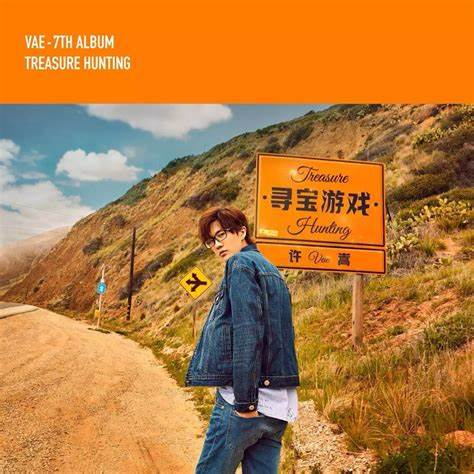 VAE - 7TH ALBUM
TREASURE HUNTING
Treasure
·寻宝游戏·
Hunting
许 Vae 嵩